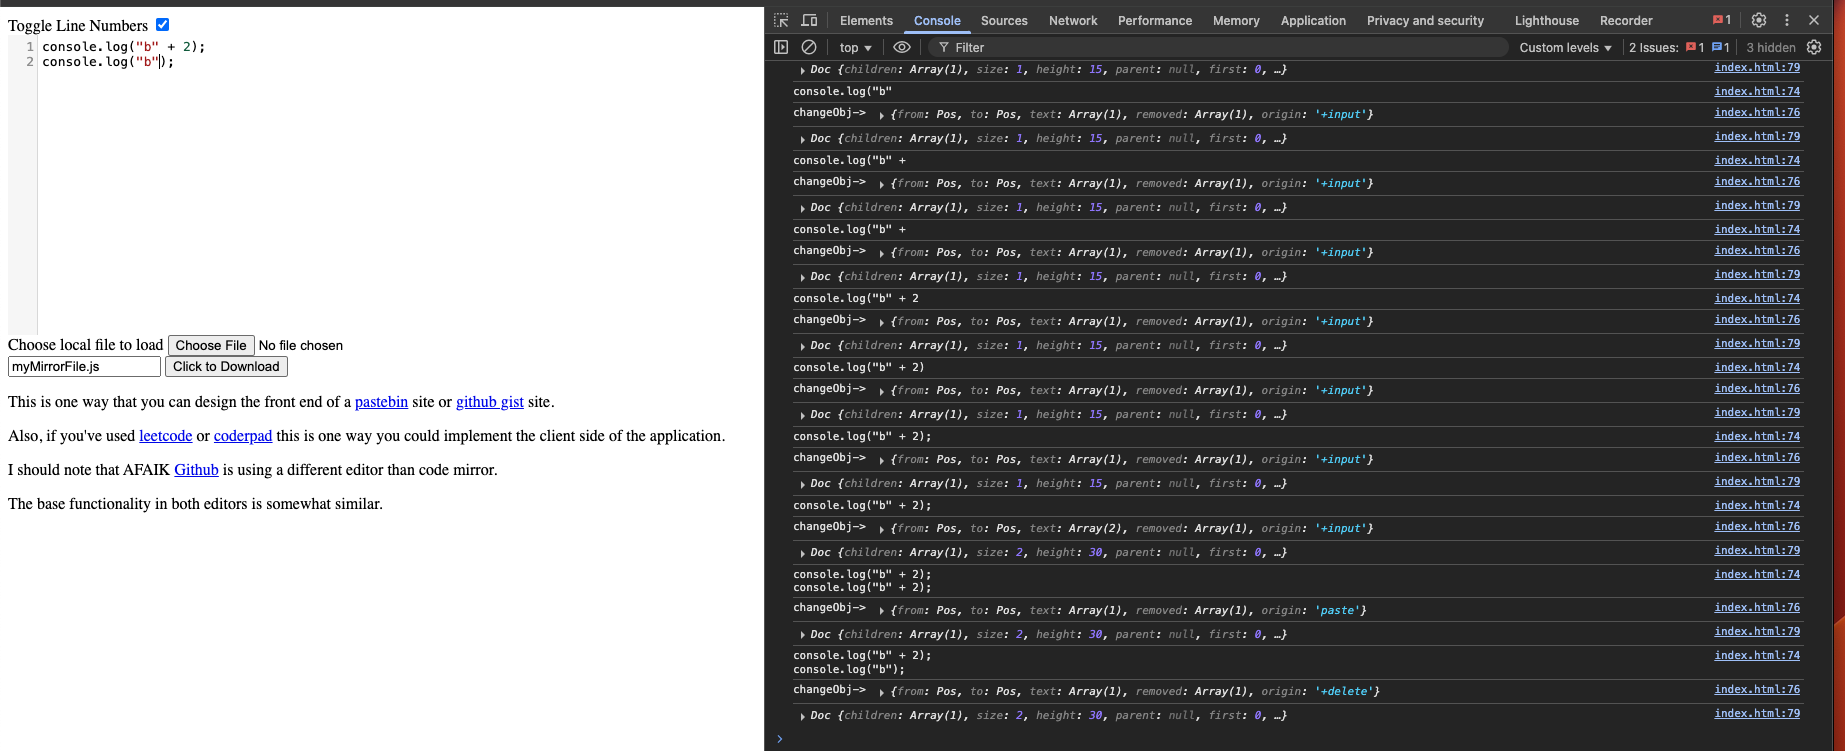 Toggle Line Numbers
1 console.log("b" + 2);
2 console.log("b");
Choose local file to load Choose File No file chosen
myMirrorFile.js Click to Download
This is one way that you can design the front end of a pastebin site or github gist site.
Also, if you've used leetcode or coderpad this is one way you could implement the client side of the application.
I should note that AFAIK Github is using a different editor than code mirror.
The base functionality in both editors is somewhat similar.
Elements Console Sources Network Performance Memory Application Privacy and security Lighthouse Recorder 1
top Filter Custom levels 2 Issues: 1 1 3 hidden
Doc {children: Array(1), size: 1, height: 15, parent: null, first: 0, …} index.html:79
console.log("b" index.html:74
changeObj-> {from: Pos, to: Pos, text: Array(1), removed: Array(1), origin: '+input'} index.html:76
Doc {children: Array(1), size: 1, height: 15, parent: null, first: 0, …} index.html:79
console.log("b" + index.html:74
changeObj-> {from: Pos, to: Pos, text: Array(1), removed: Array(1), origin: '+input'} index.html:76
Doc {children: Array(1), size: 1, height: 15, parent: null, first: 0, …} index.html:79
console.log("b" + index.html:74
changeObj-> {from: Pos, to: Pos, text: Array(1), removed: Array(1), origin: '+input'} index.html:76
Doc {children: Array(1), size: 1, height: 15, parent: null, first: 0, …} index.html:79
console.log("b" + 2 index.html:74
changeObj-> {from: Pos, to: Pos, text: Array(1), removed: Array(1), origin: '+input'} index.html:76
Doc {children: Array(1), size: 1, height: 15, parent: null, first: 0, …} index.html:79
console.log("b" + 2) index.html:74
changeObj-> {from: Pos, to: Pos, text: Array(1), removed: Array(1), origin: '+input'} index.html:76
Doc {children: Array(1), size: 1, height: 15, parent: null, first: 0, …} index.html:79
console.log("b" + 2); index.html:74
changeObj-> {from: Pos, to: Pos, text: Array(1), removed: Array(1), origin: '+input'} index.html:76
Doc {children: Array(1), size: 1, height: 15, parent: null, first: 0, …} index.html:79
console.log("b" + 2); index.html:74
changeObj-> {from: Pos, to: Pos, text: Array(2), removed: Array(1), origin: '+input'} index.html:76
Doc {children: Array(1), size: 2, height: 30, parent: null, first: 0, …} index.html:79
console.log("b" + 2); index.html:74
console.log("b" + 2);
changeObj-> {from: Pos, to: Pos, text: Array(1), removed: Array(1), origin: 'paste'} index.html:76
Doc {children: Array(1), size: 2, height: 30, parent: null, first: 0, …} index.html:79
console.log("b" + 2); index.html:74
console.log("b");
changeObj-> {from: Pos, to: Pos, text: Array(1), removed: Array(1), origin: '+delete'} index.html:76
Doc {children: Array(1), size: 2, height: 30, parent: null, first: 0, …} index.html:79